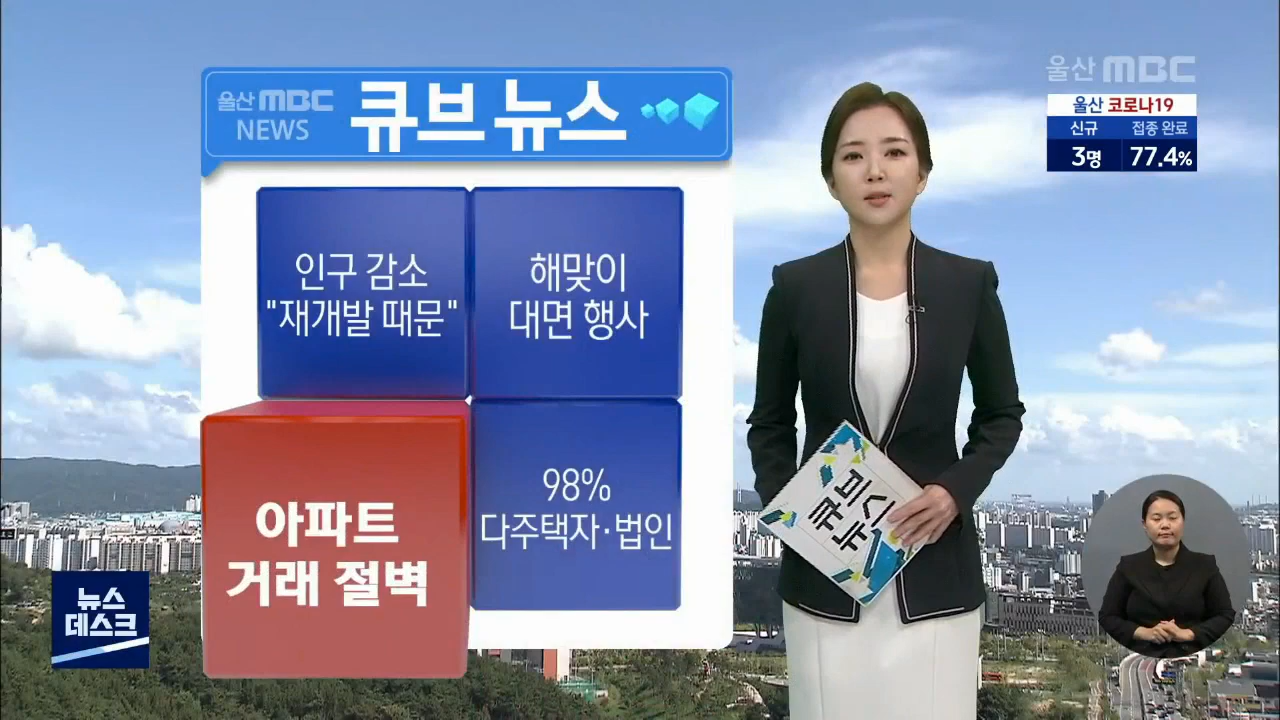 울산 MBC
NEWS
큐브 뉴스
인구 감소
"재개발 때문"
해맞이
대면 행사
아파트
거래 절벽
98%
다주택자·법인
울산 MBC
울산 코로나19
신규
접종 완료
3명
77.4%
큐브
뉴스
뉴스
데스크